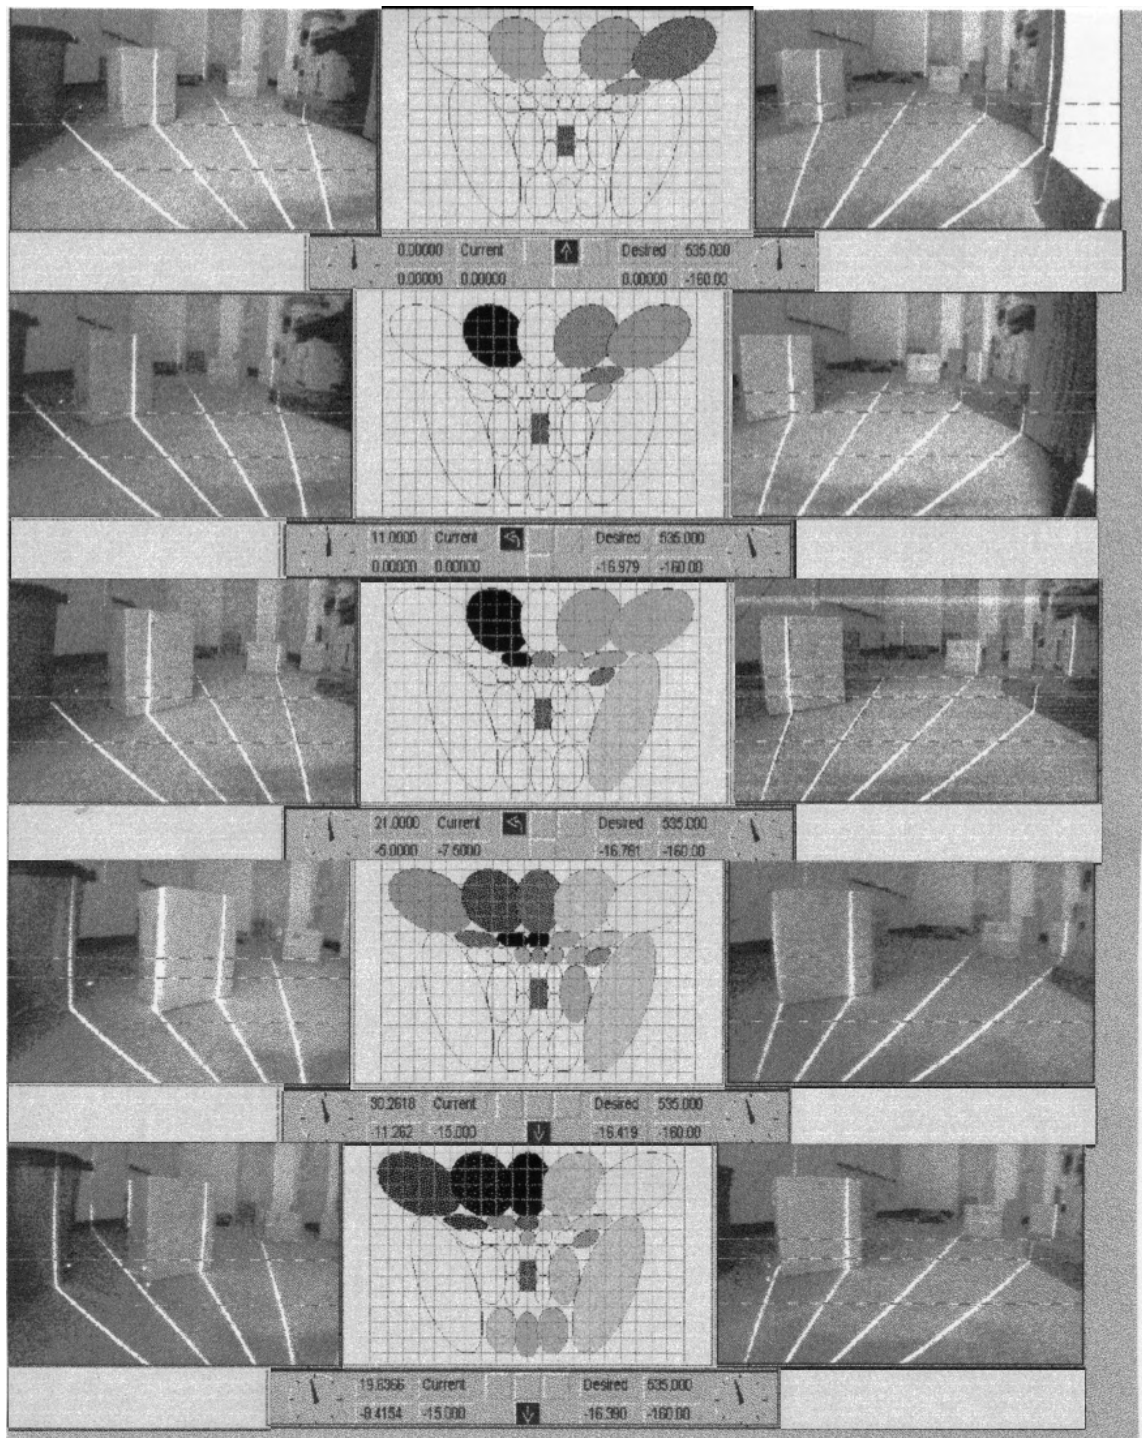 0.00000 Current Desired 535.000
0.00000 0.00000 0.00000 -160.00
11.0000 Current Desired 535.000
0.00000 0.00000 -16.979 -160.00
21.0000 Current Desired 535.000
-5.0000 -7.5000 -16.761 -160.00
30.2618 Current Desired 535.000
-11.262 -15.000 -16.419 -160.00
19.6366 Current Desired 535.000
-9.4154 -15.000 -16.390 -160.00